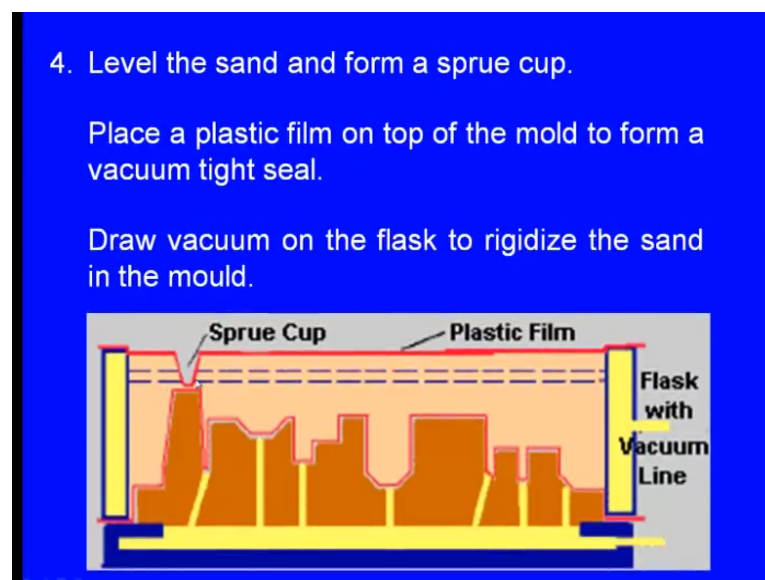 4. Level the sand and form a sprue cup.
Place a plastic film on top of the mold to form a
vacuum tight seal.
Draw vacuum on the flask to rigidize the sand
in the mould.
Sprue Cup
Plastic Film
Flask
with
Vacuum
Line